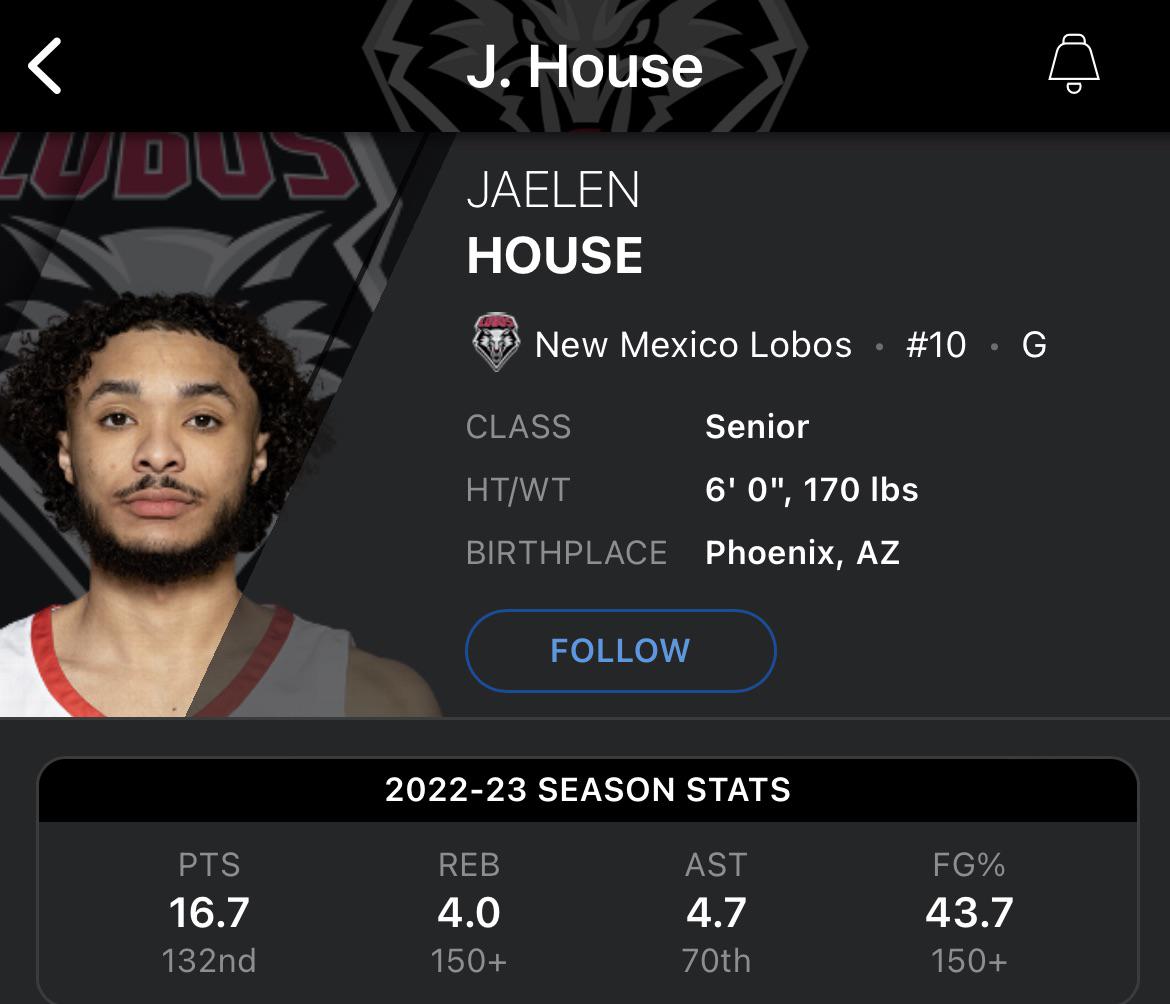 J. House
LOBOS
JAELEN
HOUSE
LOBOS
New Mexico Lobos • #10 • G
CLASS Senior
HT/WT 6' 0", 170 lbs
BIRTHPLACE Phoenix, AZ
FOLLOW
2022-23 SEASON STATS
PTS REB AST FG%
16.7 4.0 4.7 43.7
132nd 150+ 70th 150+